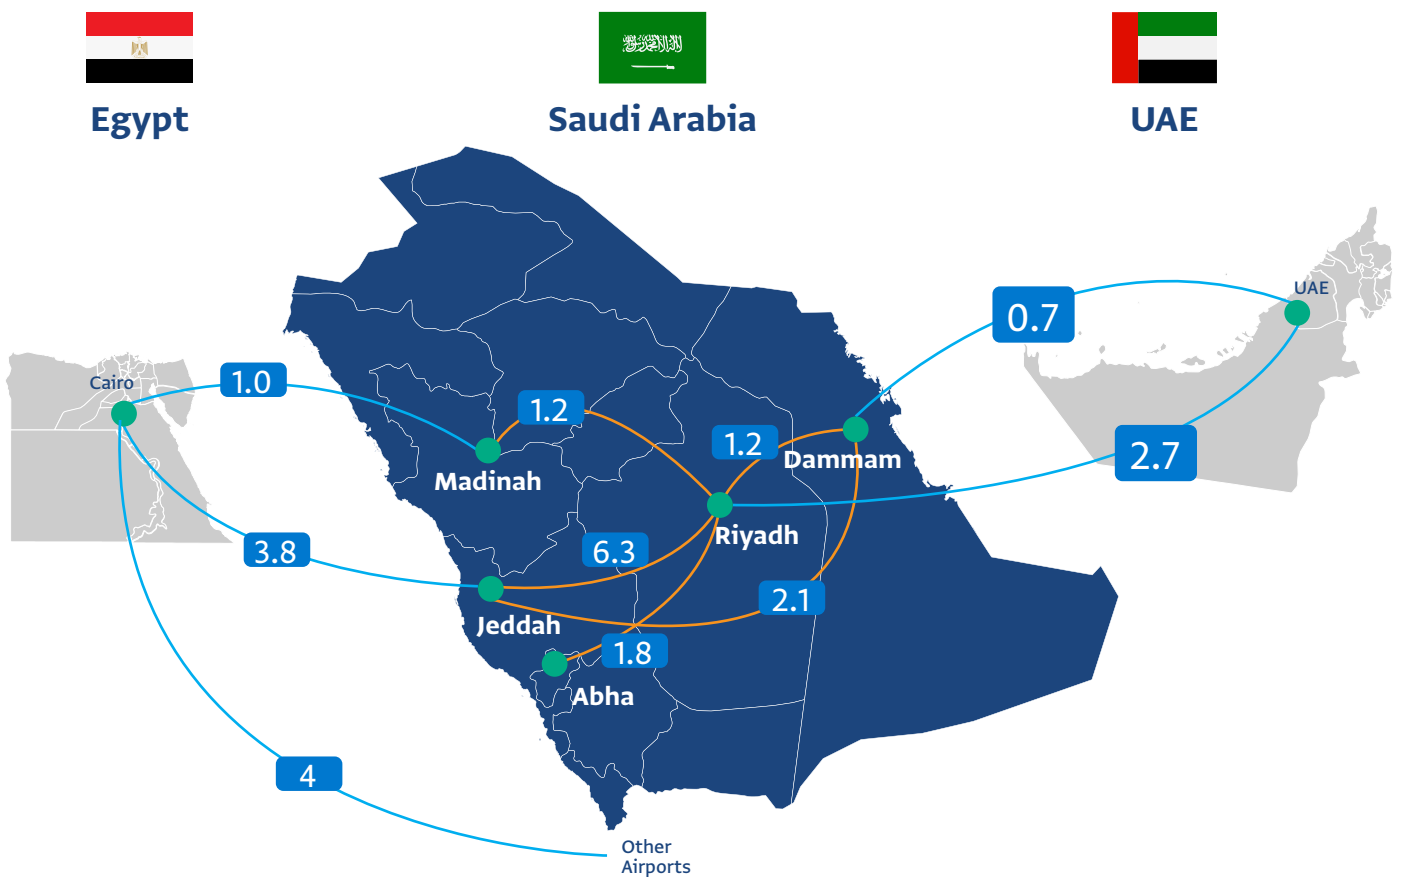 Egypt
Saudi Arabia
UAE
UAE
0.7
Cairo
1.0
1.2
1.2
Dammam
2.7
Madinah
Riyadh
3.8
6.3
2.1
Jeddah
1.8
Abha
4
Other
Airports